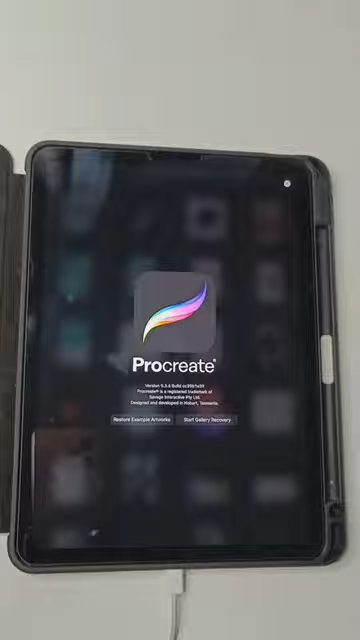 Procreate®
Procreate® is a registered trademark of
Savage Interactive Pty Ltd.
Designed and developed in Hobart, Tasmania.
Restore Example Artworks
Start Gallery Recovery